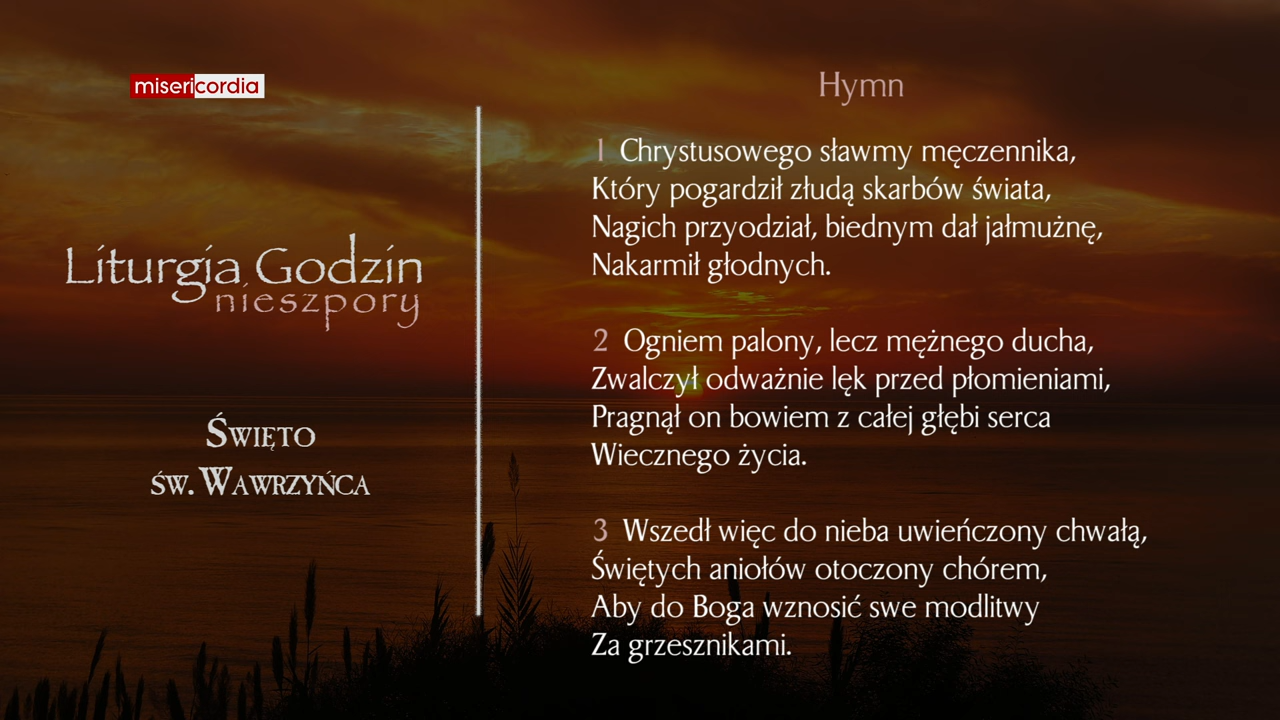 misericordia
Liturgia Godzin
nieszpory
Święto
św. Wawrzyńca
Hymn
1 Chrystusowego sławmy męczennika,
Który pogardził złudą skarbów świata,
Nagich przyodział, biednym dał jałmużnę,
Nakarmił głodnych.
2 Ogniem palony, lecz mężnego ducha,
Zwalczył odważnie lęk przed płomieniami,
Pragnął on bowiem z całej głębi serca
Wiecznego życia.
3 Wszedł więc do nieba uwieńczony chwałą,
Świętych aniołów otoczony chórem,
Aby do Boga wznosić swe modlitwy
Za grzesznikami.